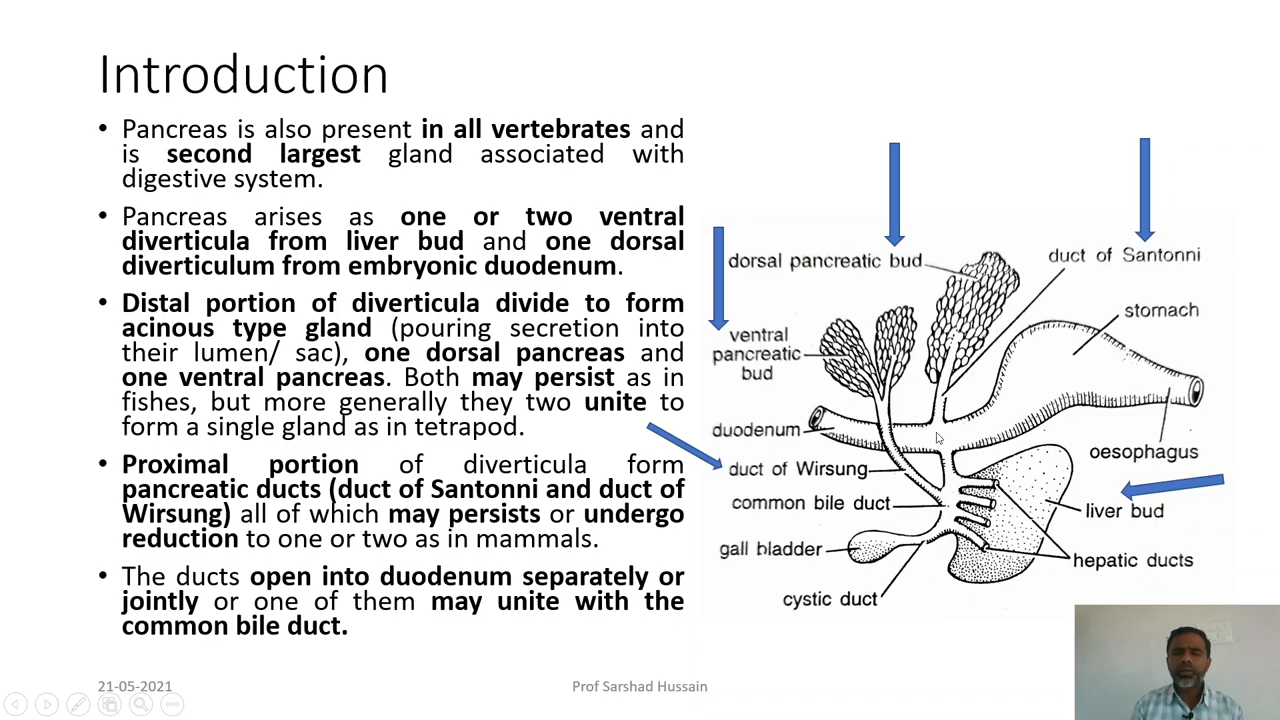 Introduction
• Pancreas is also present in all vertebrates and
is second largest gland associated with
digestive system.
• Pancreas arises as one or two ventral
diverticula from liver bud and one dorsal
diverticulum from embryonic duodenum.
• Distal portion of diverticula divide to form
acinous type gland (pouring secretion into
their lumen/ sac), one dorsal pancreas and
one ventral pancreas. Both may persist as in
fishes, but more generally they two unite to
form a single gland as in tetrapod.
• Proximal portion of diverticula form
pancreatic ducts (duct of Santonni and duct of
Wirsung) all of which may persists or undergo
reduction to one or two as in mammals.
• The ducts open into duodenum separately or
jointly or one of them may unite with the
common bile duct.
dorsal pancreatic bud
duct of Santonni
stomach
ventral
pancreatic
bud
duodenum
oesophagus
duct of Wirsung
common bile duct
liver bud
gall bladder
hepatic ducts
cystic duct
21-05-2021
Prof Sarshad Hussain